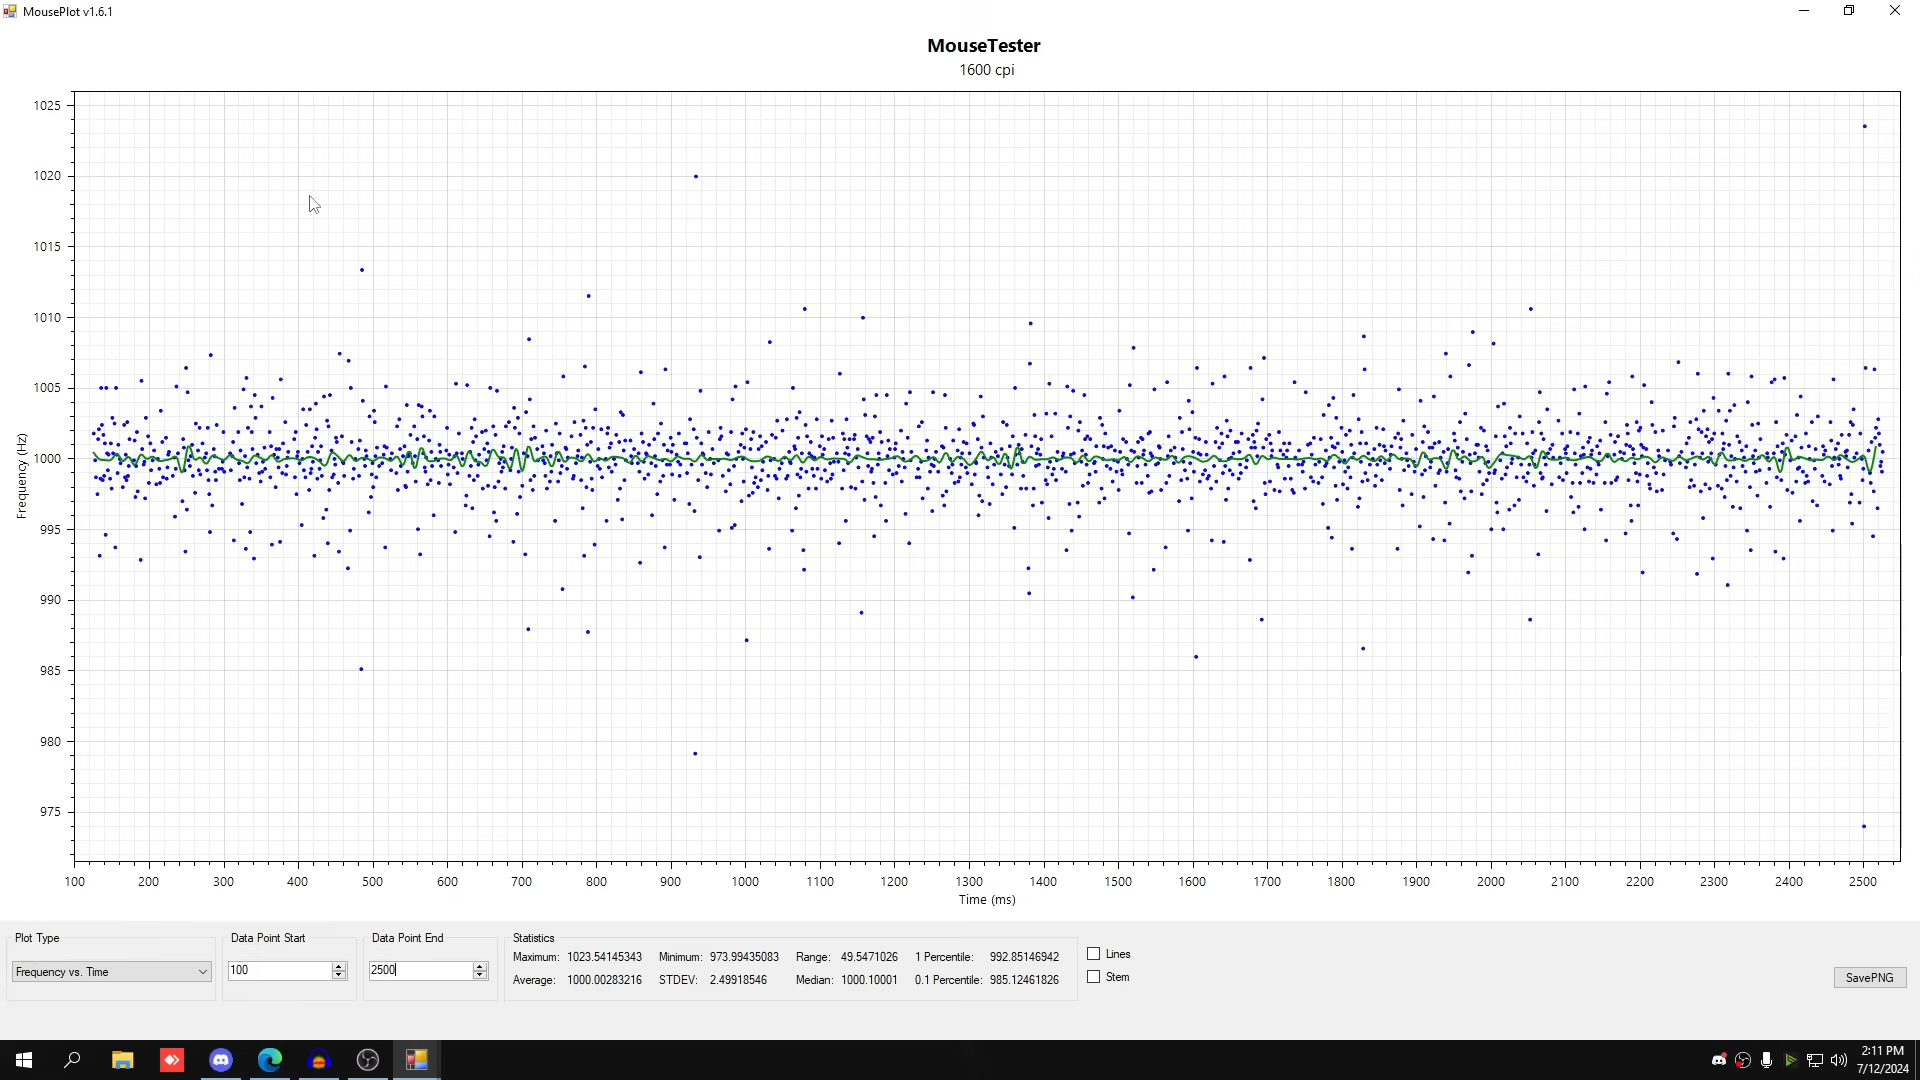 MousePlot v1.6.1
MouseTester
1600 cpi
Frequency (Hz)
1025
1020
1015
1010
1005
1000
995
990
985
980
975
100 200 300 400 500 600 700 800 900 1000 1100 1200 1300 1400 1500 1600 1700 1800 1900 2000 2100 2200 2300 2400 2500
Time (ms)
Plot Type
Frequency vs. Time
Data Point Start
100
Data Point End
2500
Statistics
Maximum: 1023.54145343 Minimum: 973.99435083 Range: 49.5471026 1 Percentile: 992.85146942
Average: 1000.00283216 STDEV: 2.49918546 Median: 1000.10001 0.1 Percentile: 985.12461826
Lines
Stem
SavePNG
2:11 PM
7/12/2024